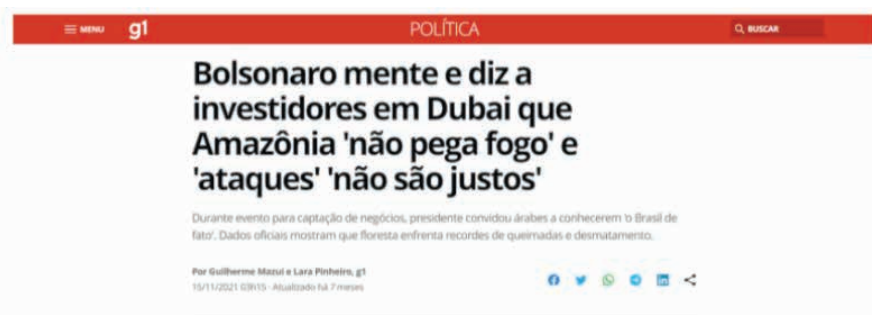 MENU g1 POLÍTICA BUSCAR
Bolsonaro mente e diz a
investidores em Dubai que
Amazônia 'não pega fogo' e
'ataques' 'não são justos'
Durante evento para captação de negócios, presidente convidou árabes a conhecerem 'o Brasil de
fato'. Dados oficiais mostram que floresta enfrenta recordes de queimadas e desmatamento.
Por Guilherme Mazui e Lara Pinheiro, g1
15/11/2021 03h15 · Atualizado há 7 meses